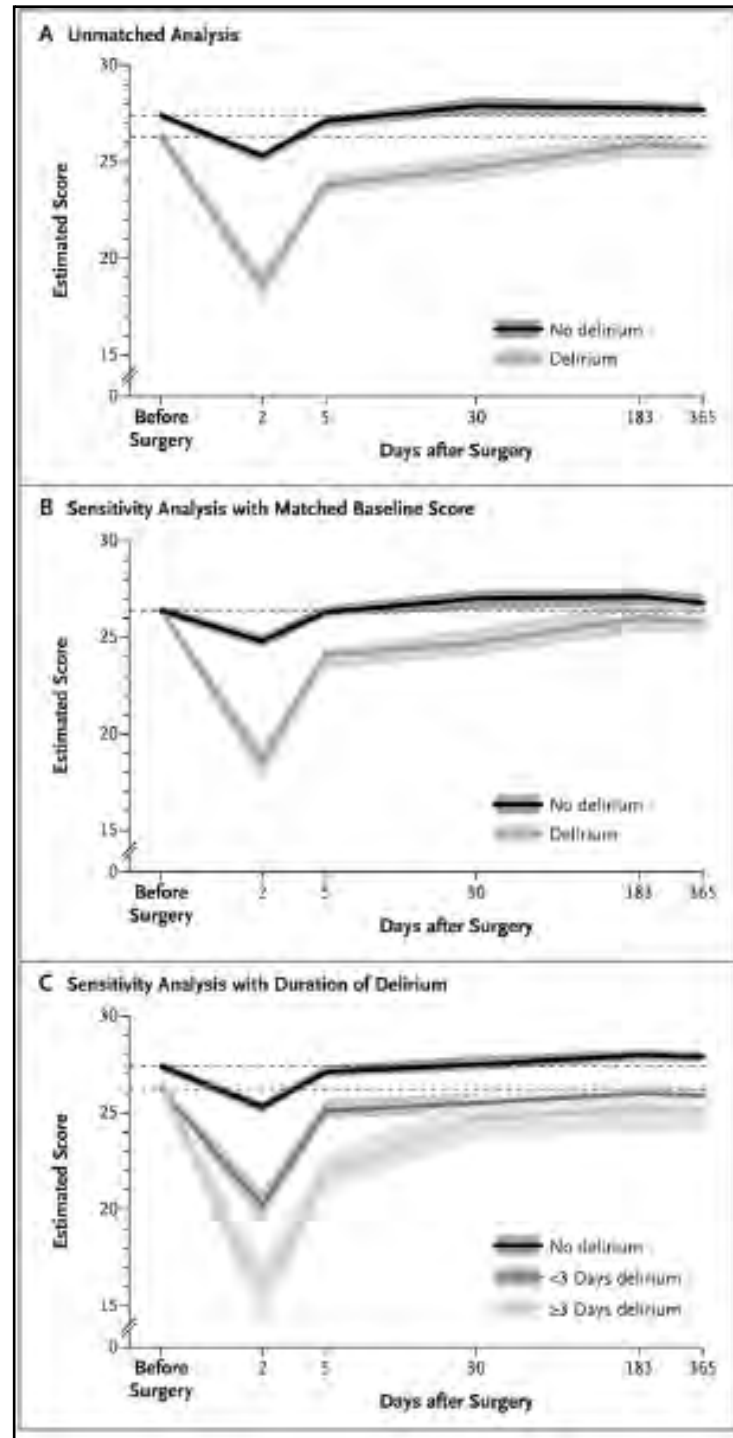 A Unmatched Analysis
30
25
20
15
0
Estimated Score
No delirium
Delirium
Before Surgery
2
5
30
183
365
Days after Surgery
B Sensitivity Analysis with Matched Baseline Score
30
25
20
15
0
Estimated Score
No delirium
Delirium
Before Surgery
2
5
30
183
365
Days after Surgery
C Sensitivity Analysis with Duration of Delirium
30
25
20
15
0
Estimated Score
No delirium
<3 Days delirium
≥3 Days delirium
Before Surgery
2
5
30
183
365
Days after Surgery